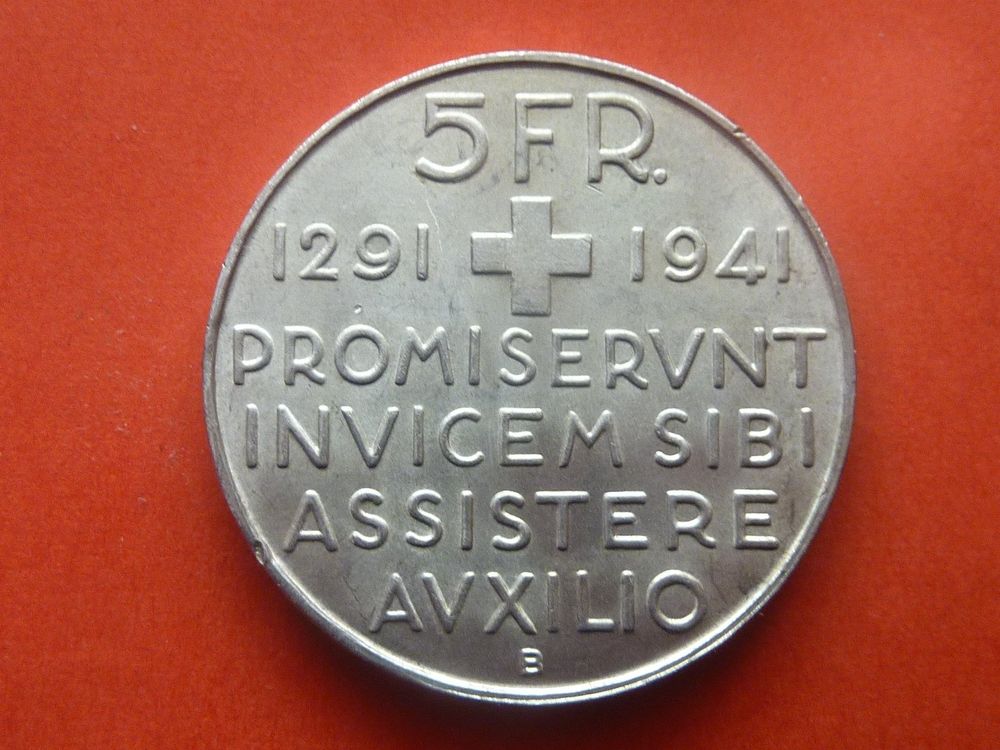 5 FR.
1291 1941
PROMISERVNT
INVICEM SIBI
ASSISTERE
AVXILIO
B